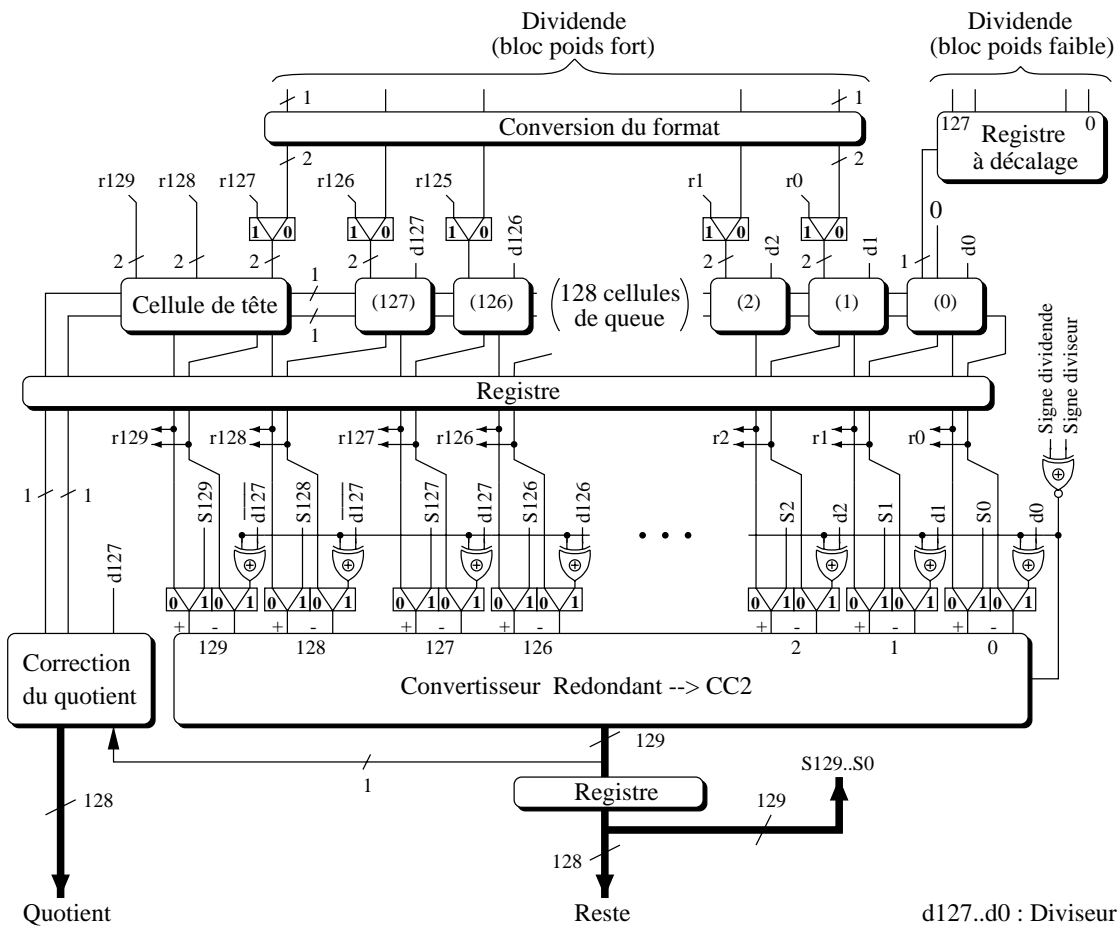 Dividende Dividende
(bloc poids fort) (bloc poids faible)
1 1
Conversion du format
127 0
Registre
à décalage
2 2
r129 r128 r127 r126 r125 r1 r0
d127 d126 d2 d1 0 d0
1 0 1 0 1 0 1 0 1 0
2 2 2 2 2 2 1
Cellule de tête
1
1
(127) (126) (128 cellules de queue) (2) (1) (0)
Signe dividende
Signe diviseur
Registre
r129 r128 r127 r126 r2 r1 r0
1 1
S129 d127 S128 d127 S127 d127 S126 d126 S2 d2 S1 d1 S0 d0
d127
• • •
0 1 0 1 0 1 0 1 0 1 0 1 0 1 0 1 0 1 0 1 0 1 0 1 0 1 0 1
+ - + - + - + - + - + - + -
129 128 127 126 2 1 0
Correction
du quotient
Convertisseur Redondant --> CC2
129
1
Registre
S129..S0
128
129
128
Quotient Reste d127..d0 : Diviseur